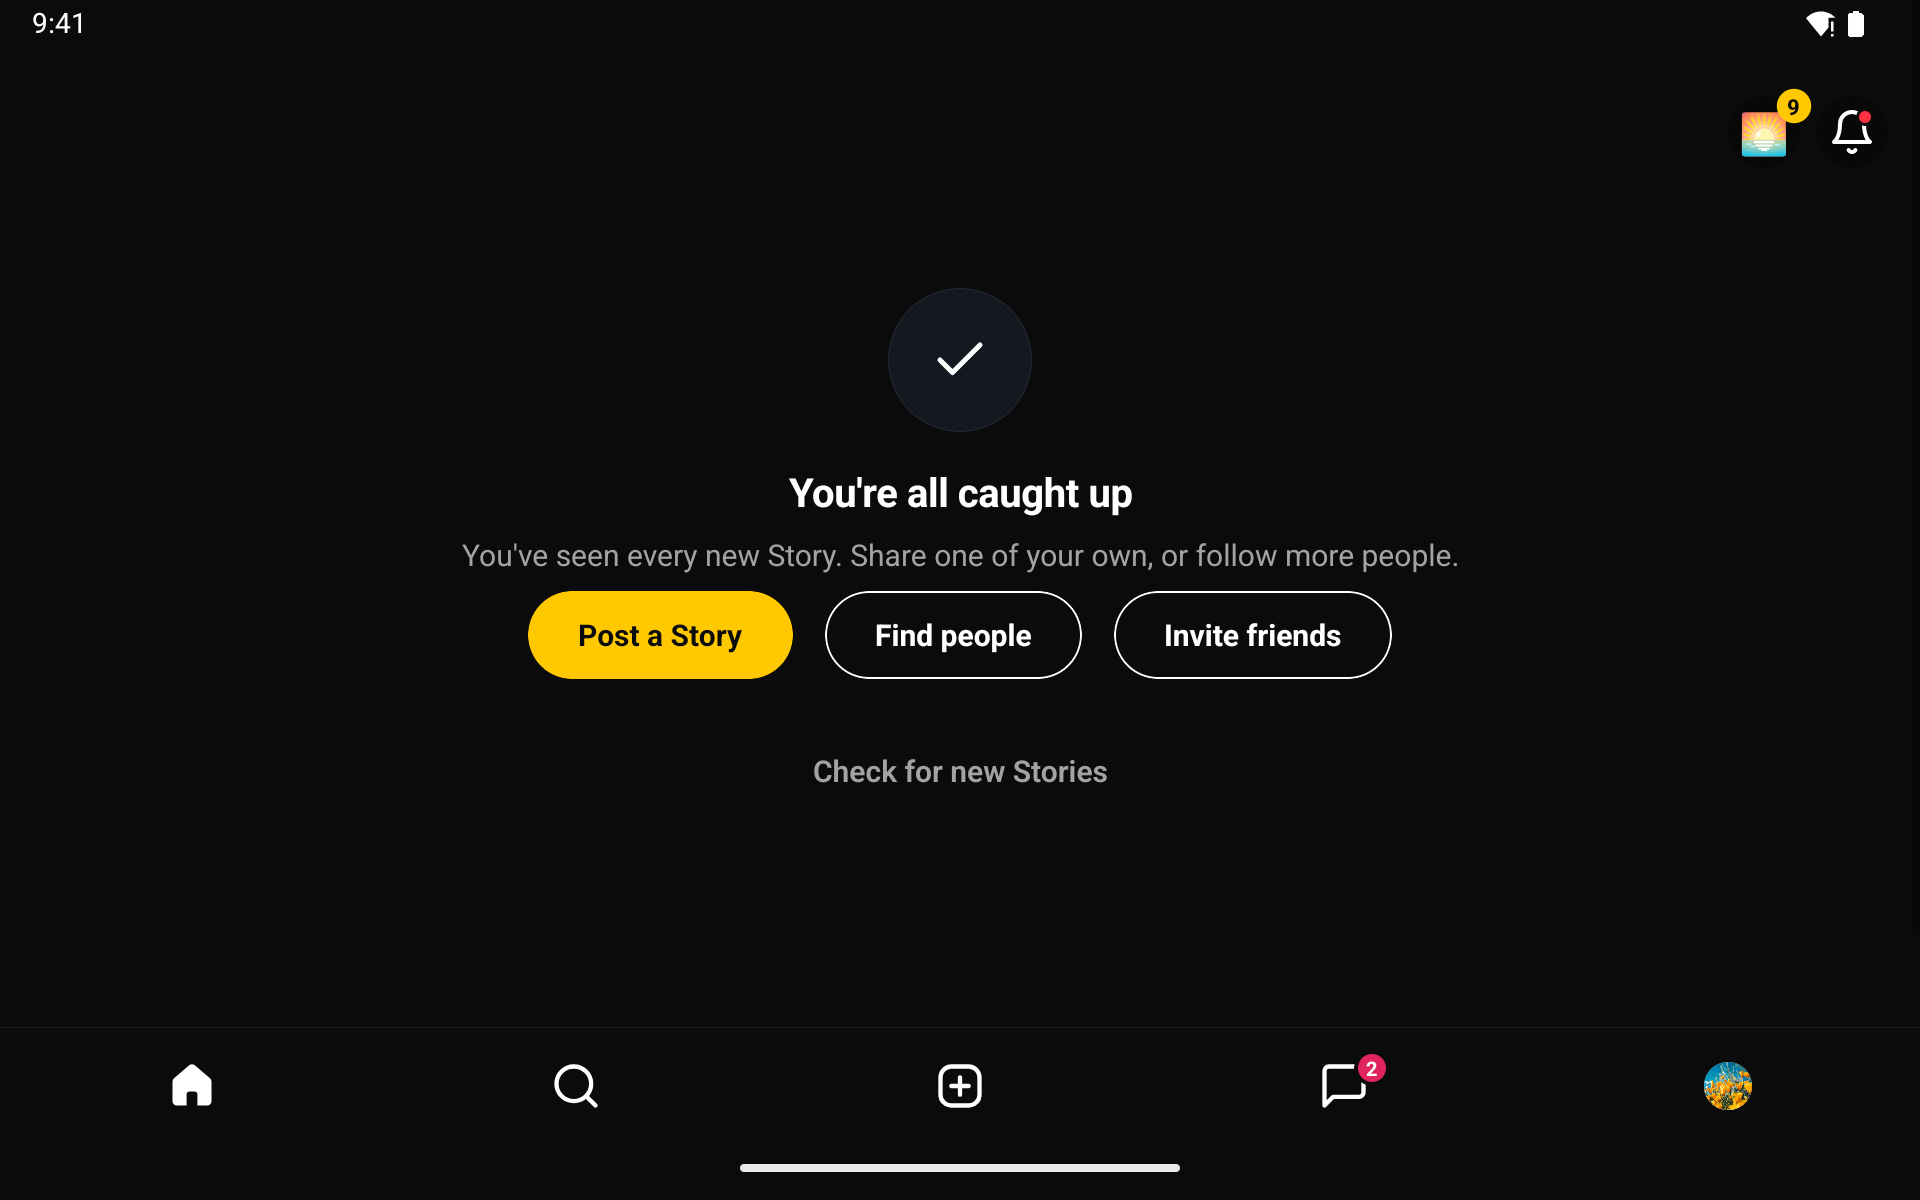 9:41
9
You're all caught up
You've seen every new Story. Share one of your own, or follow more people.
Post a Story
Find people
Invite friends
Check for new Stories
2